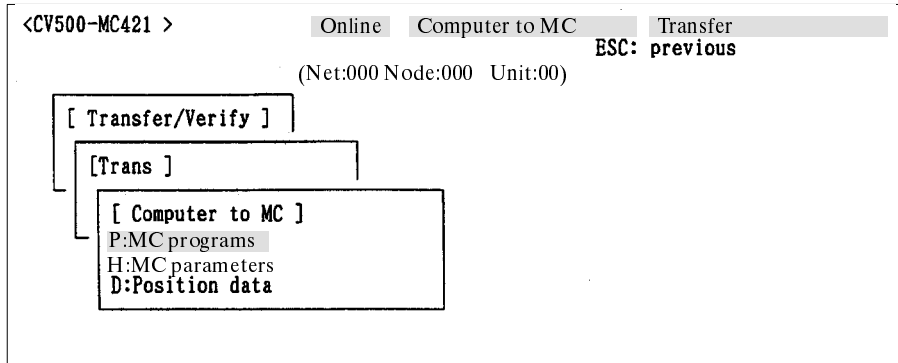 <CV500-MC421 > Online Computer to MC Transfer
ESC: previous
(Net:000 Node:000 Unit:00)
[ Transfer/Verify ]
[Trans ]
[ Computer to MC ]
P:MC programs
H:MC parameters
D:Position data